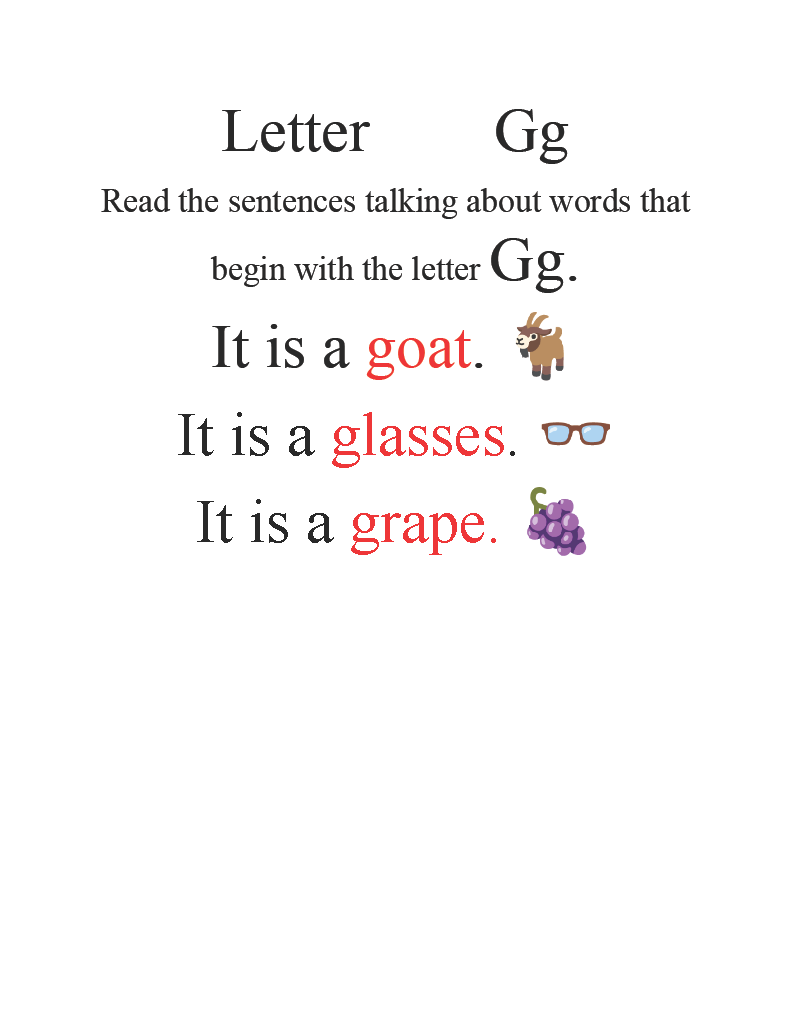 Letter Gg
Read the sentences talking about words that
begin with the letter Gg.
It is a goat.
It is a glasses.
It is a grape.